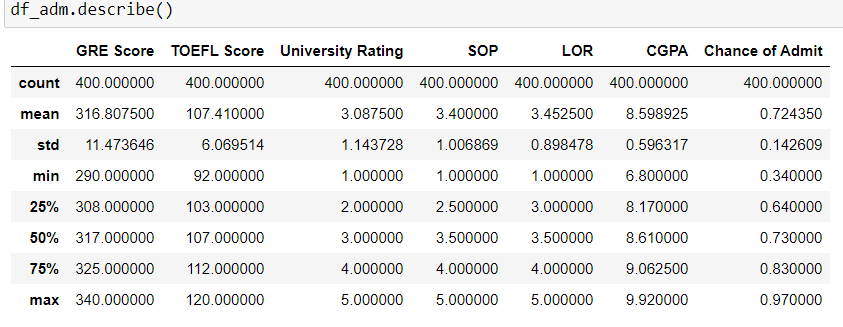 df_adm.describe()
GRE Score TOEFL Score University Rating SOP LOR CGPA Chance of Admit
count 400.000000 400.000000 400.000000 400.000000 400.000000 400.000000 400.000000
mean 316.807500 107.410000 3.087500 3.400000 3.452500 8.598925 0.724350
std 11.473646 6.069514 1.143728 1.006869 0.898478 0.596317 0.142609
min 290.000000 92.000000 1.000000 1.000000 1.000000 6.800000 0.340000
25% 308.000000 103.000000 2.000000 2.500000 3.000000 8.170000 0.640000
50% 317.000000 107.000000 3.000000 3.500000 3.500000 8.610000 0.730000
75% 325.000000 112.000000 4.000000 4.000000 4.000000 9.062500 0.830000
max 340.000000 120.000000 5.000000 5.000000 5.000000 9.920000 0.970000